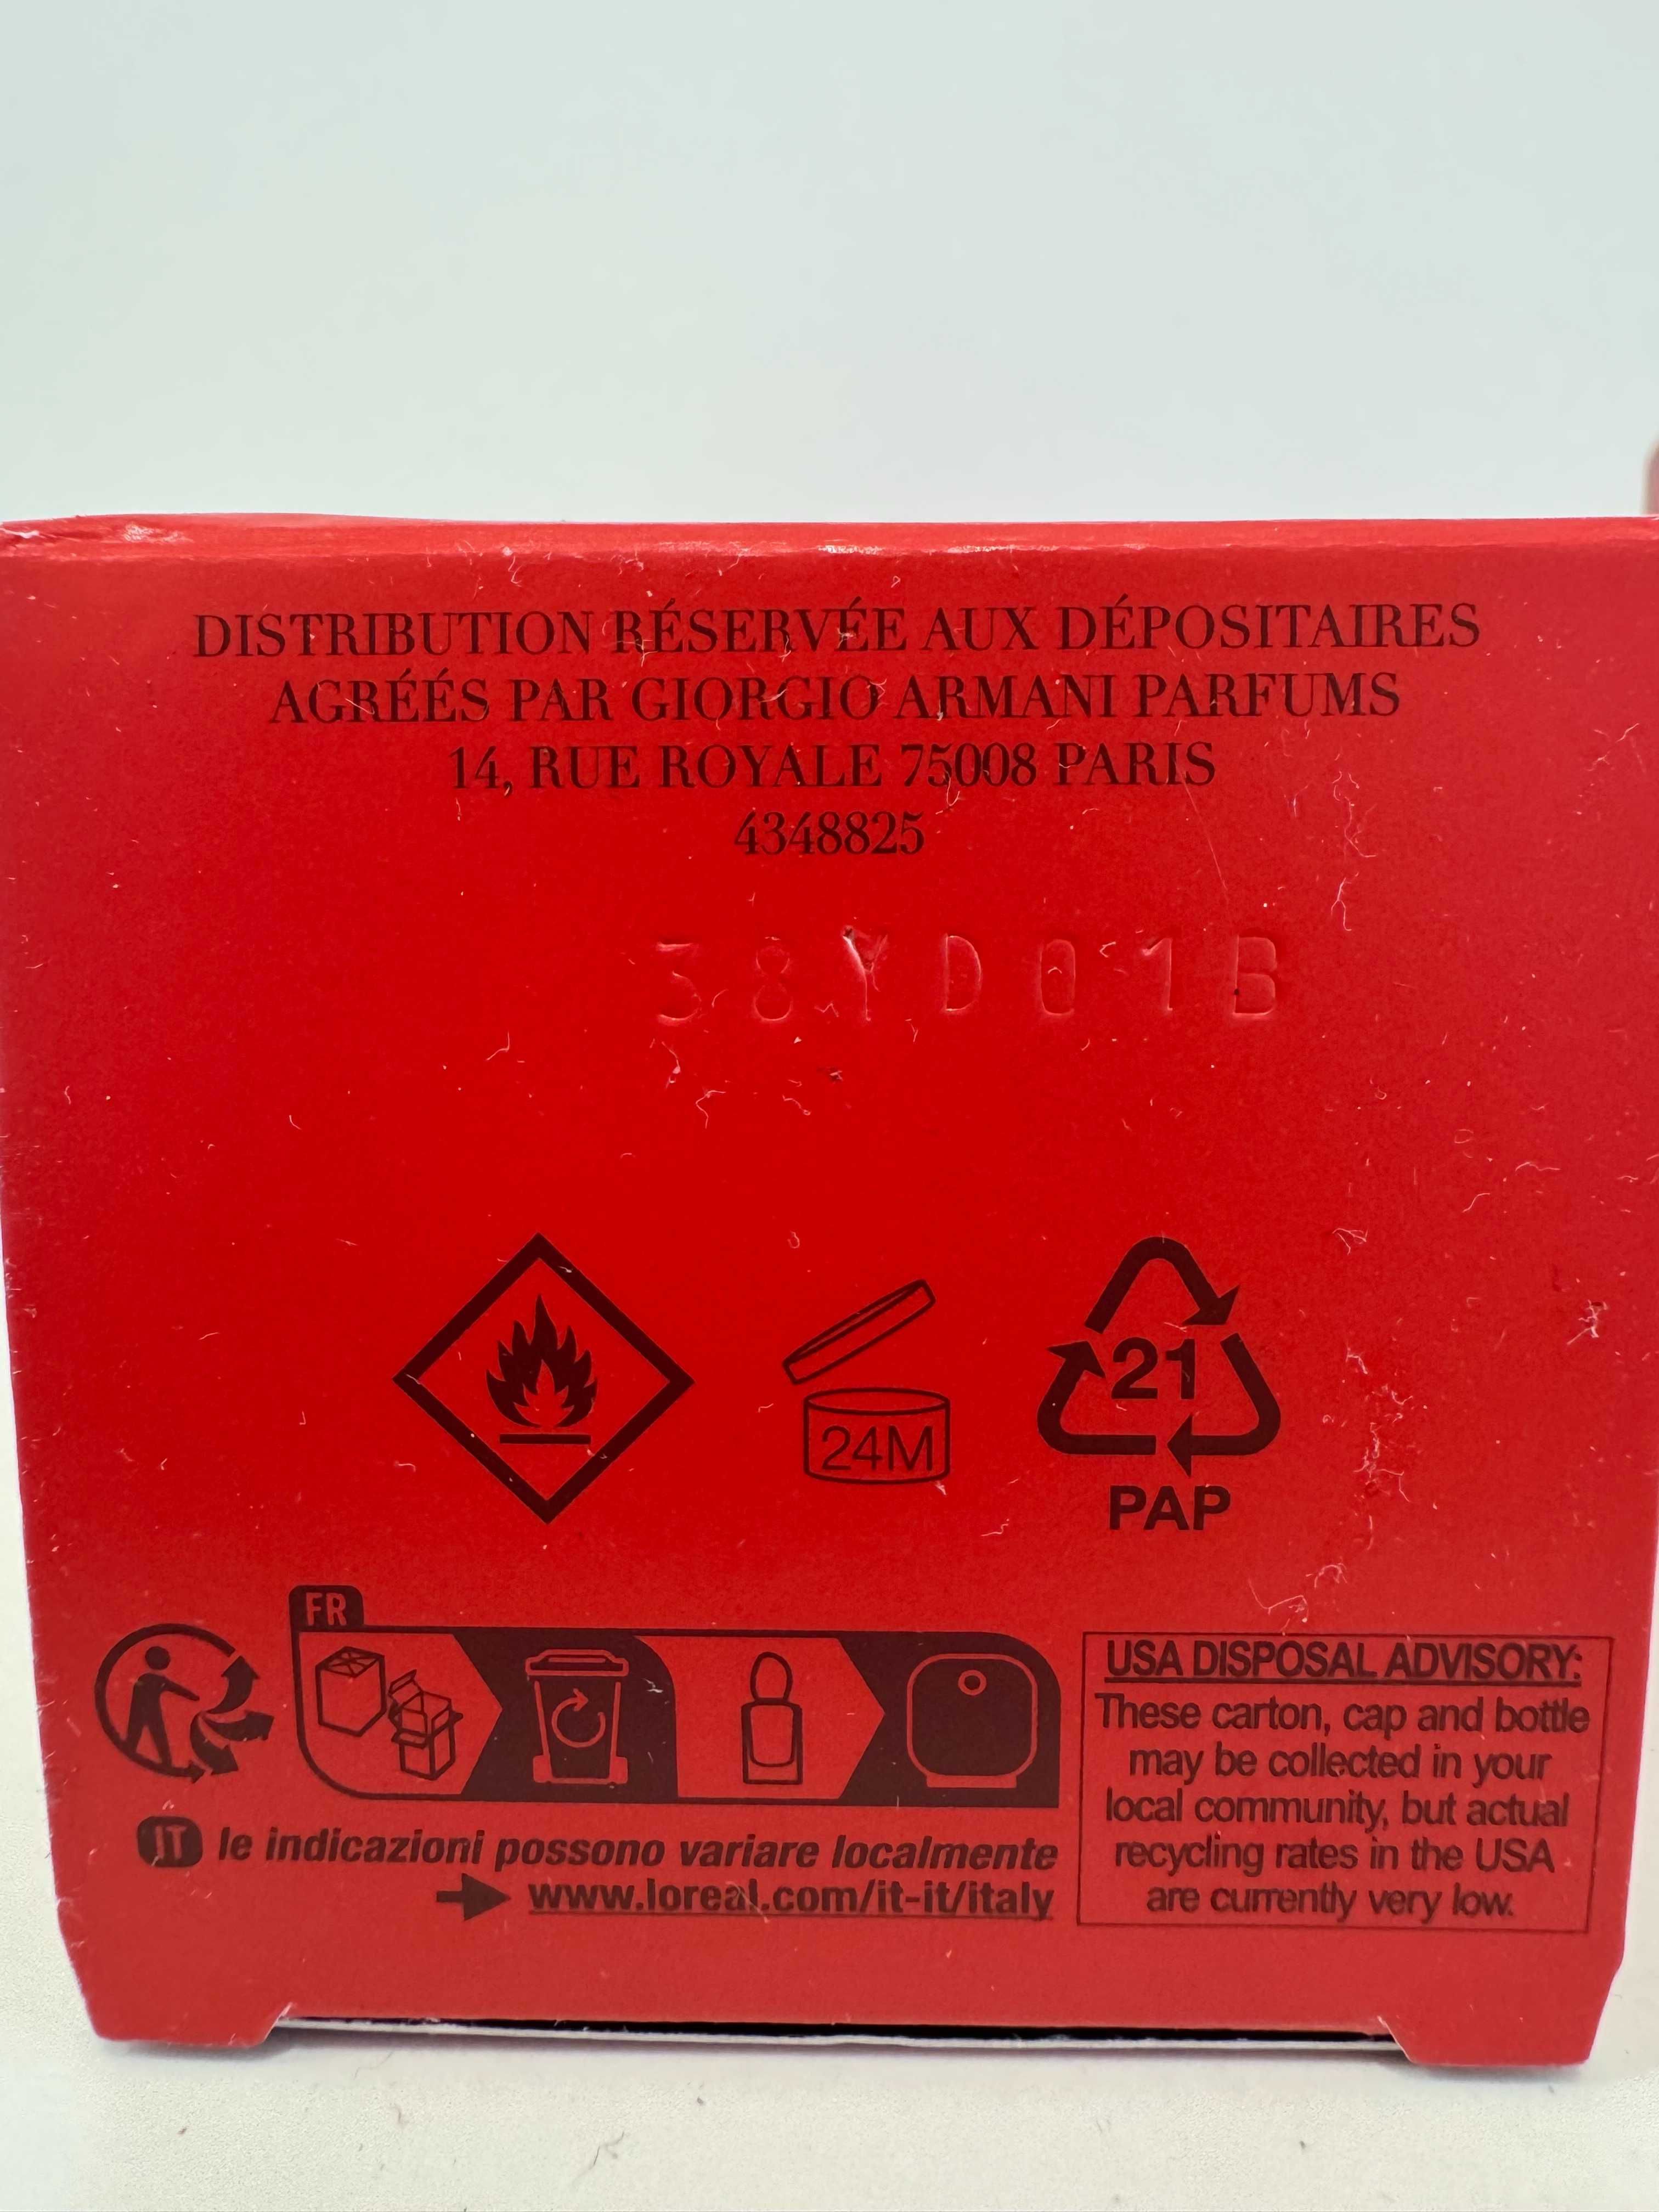 DISTRIBUTION RÉSERVÉE AUX DÉPOSITAIRES
AGRÉÉS PAR GIORGIO ARMANI PARFUMS
14, RUE ROYALE 75008 PARIS
4348825
38YD01B
24M
21
PAP
FR
IT le indicazioni possono variare localmente
www.loreal.com/it-it/italy
USA DISPOSAL ADVISORY:
These carton, cap and bottle
may be collected in your
local community, but actual
recycling rates in the USA
are currently very low.